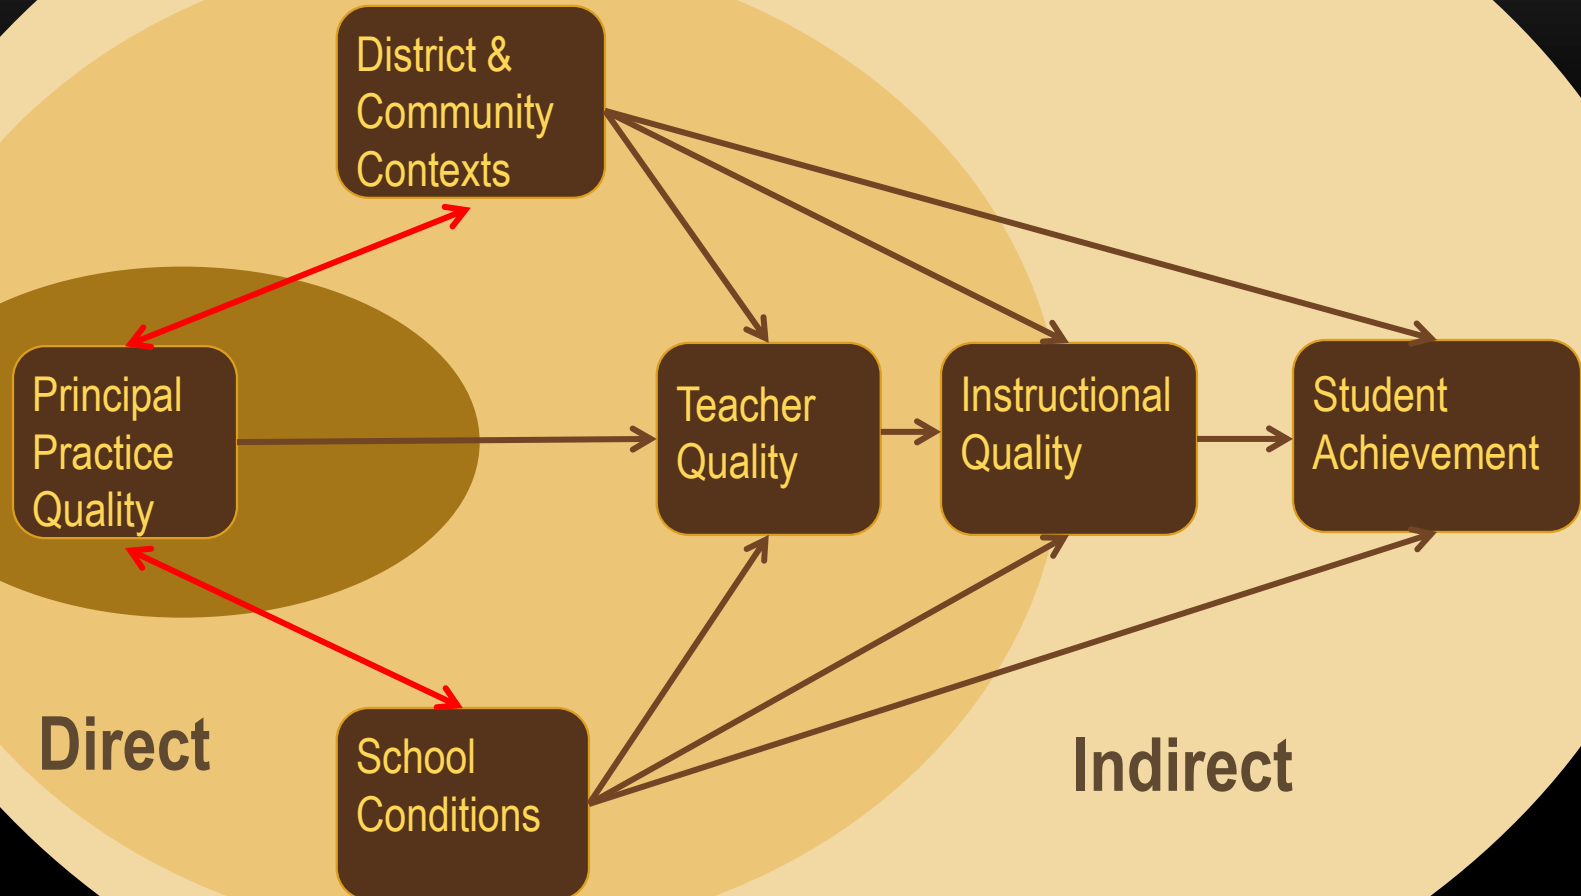 District &
Community
Contexts
Principal
Practice
Quality
Teacher
Quality
Instructional
Quality
Student
Achievement
School
Conditions
Direct
Indirect